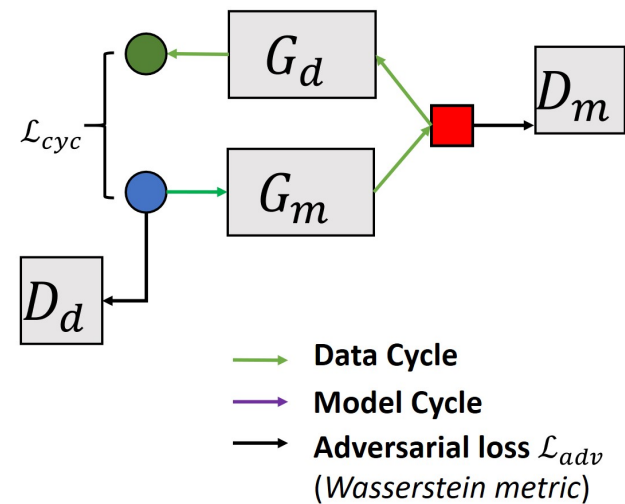 G_d
D_m
ℒ_cyc
G_m
D_d
Data Cycle
Model Cycle
Adversarial loss ℒ_adv
(Wasserstein metric)